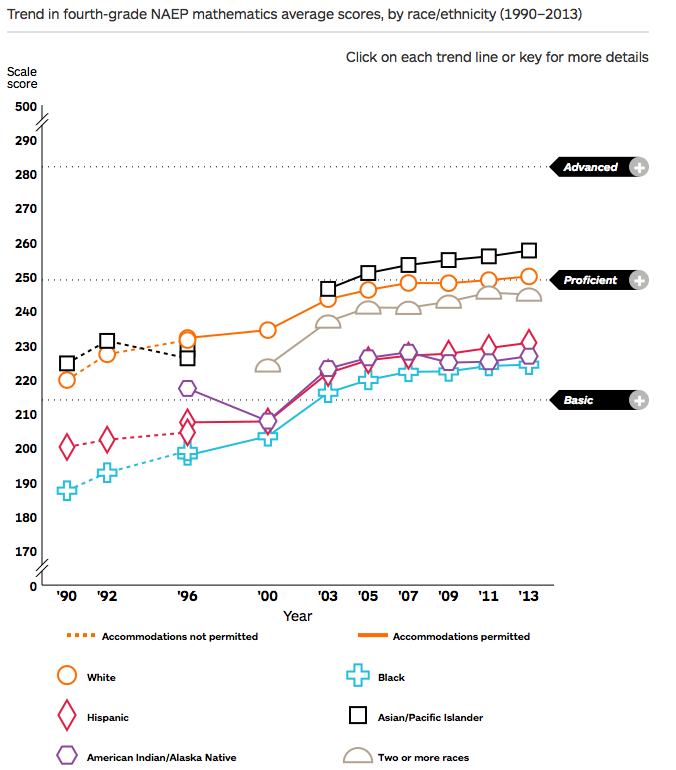 Trend in fourth-grade NAEP mathematics average scores, by race/ethnicity (1990–2013)
Click on each trend line or key for more details
Scale
score
500
290
Advanced +
280
270
260
250
Proficient +
240
230
220
Basic +
210
200
190
180
170
0
'90 '92 '96 '00 '03 '05 '07 '09 '11 '13
Year
Accommodations not permitted Accommodations permitted
White Black
Hispanic Asian/Pacific Islander
American Indian/Alaska Native Two or more races